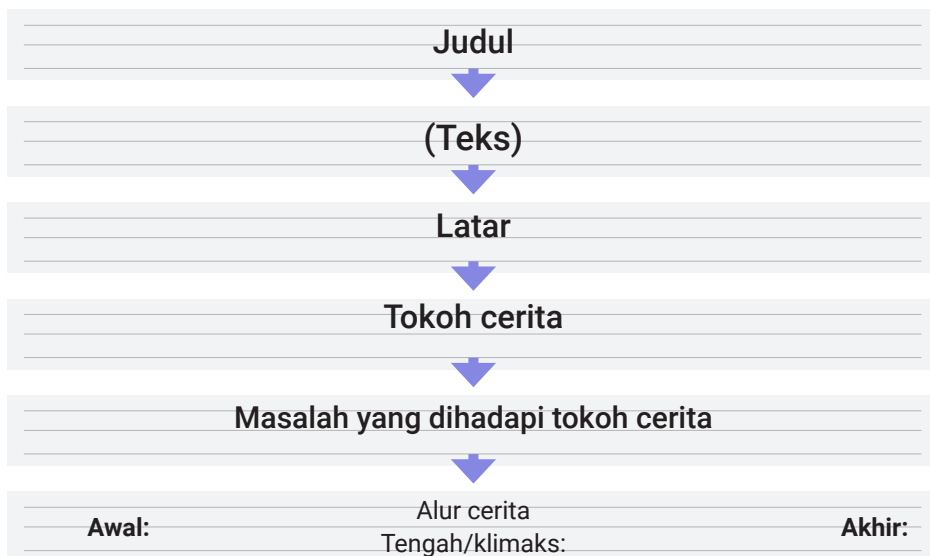 Judul
(Teks)
Latar
Tokoh cerita
Masalah yang dihadapi tokoh cerita
Alur cerita
Awal:
Tengah/klimaks:
Akhir: